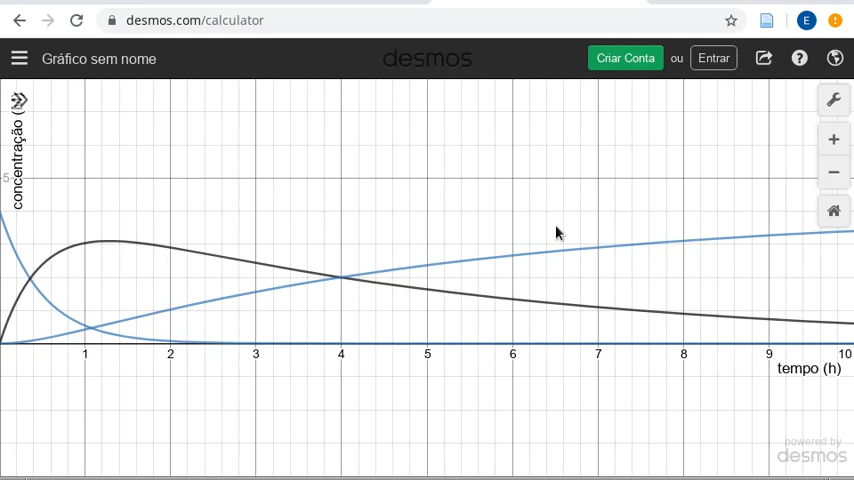 desmos.com/calculator
E
Gráfico sem nome
desmos
Criar Conta
ou
Entrar
concentração
5
1 2 3 4 5 6 7 8 9 10
tempo (h)
powered by
desmos